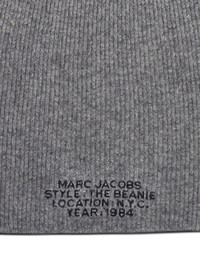 MARC JACOBS
STYLE: THE BEANIE
LOCATION: N.Y.C.
YEAR: 1984